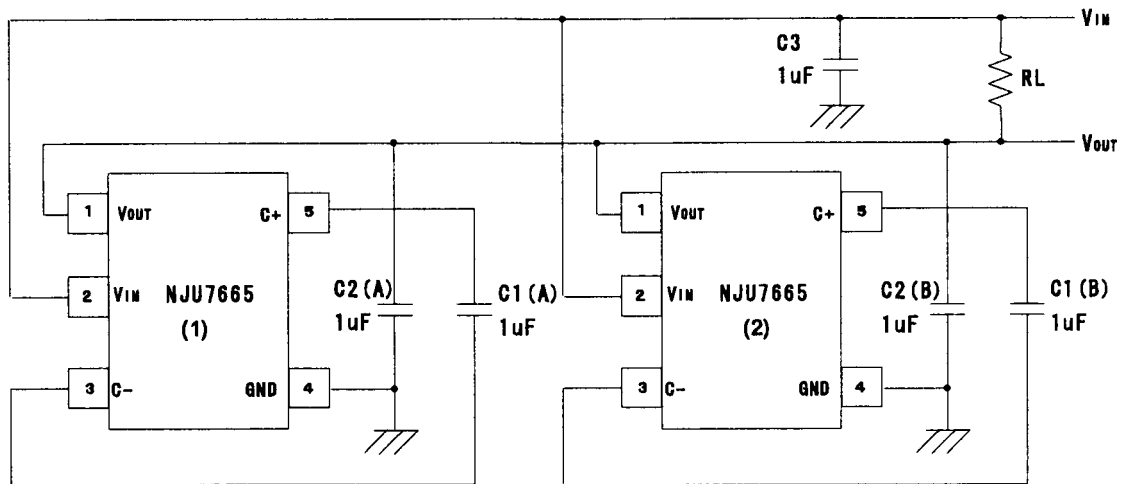 VIN
C3
1uF
RL
VOUT
1
VOUT
C+
5
2
VIN
NJU7665
(1)
C2(A)
1uF
C1(A)
1uF
3
C-
GND
4
1
VOUT
C+
5
2
VIN
NJU7665
(2)
C2(B)
1uF
C1(B)
1uF
3
C-
GND
4